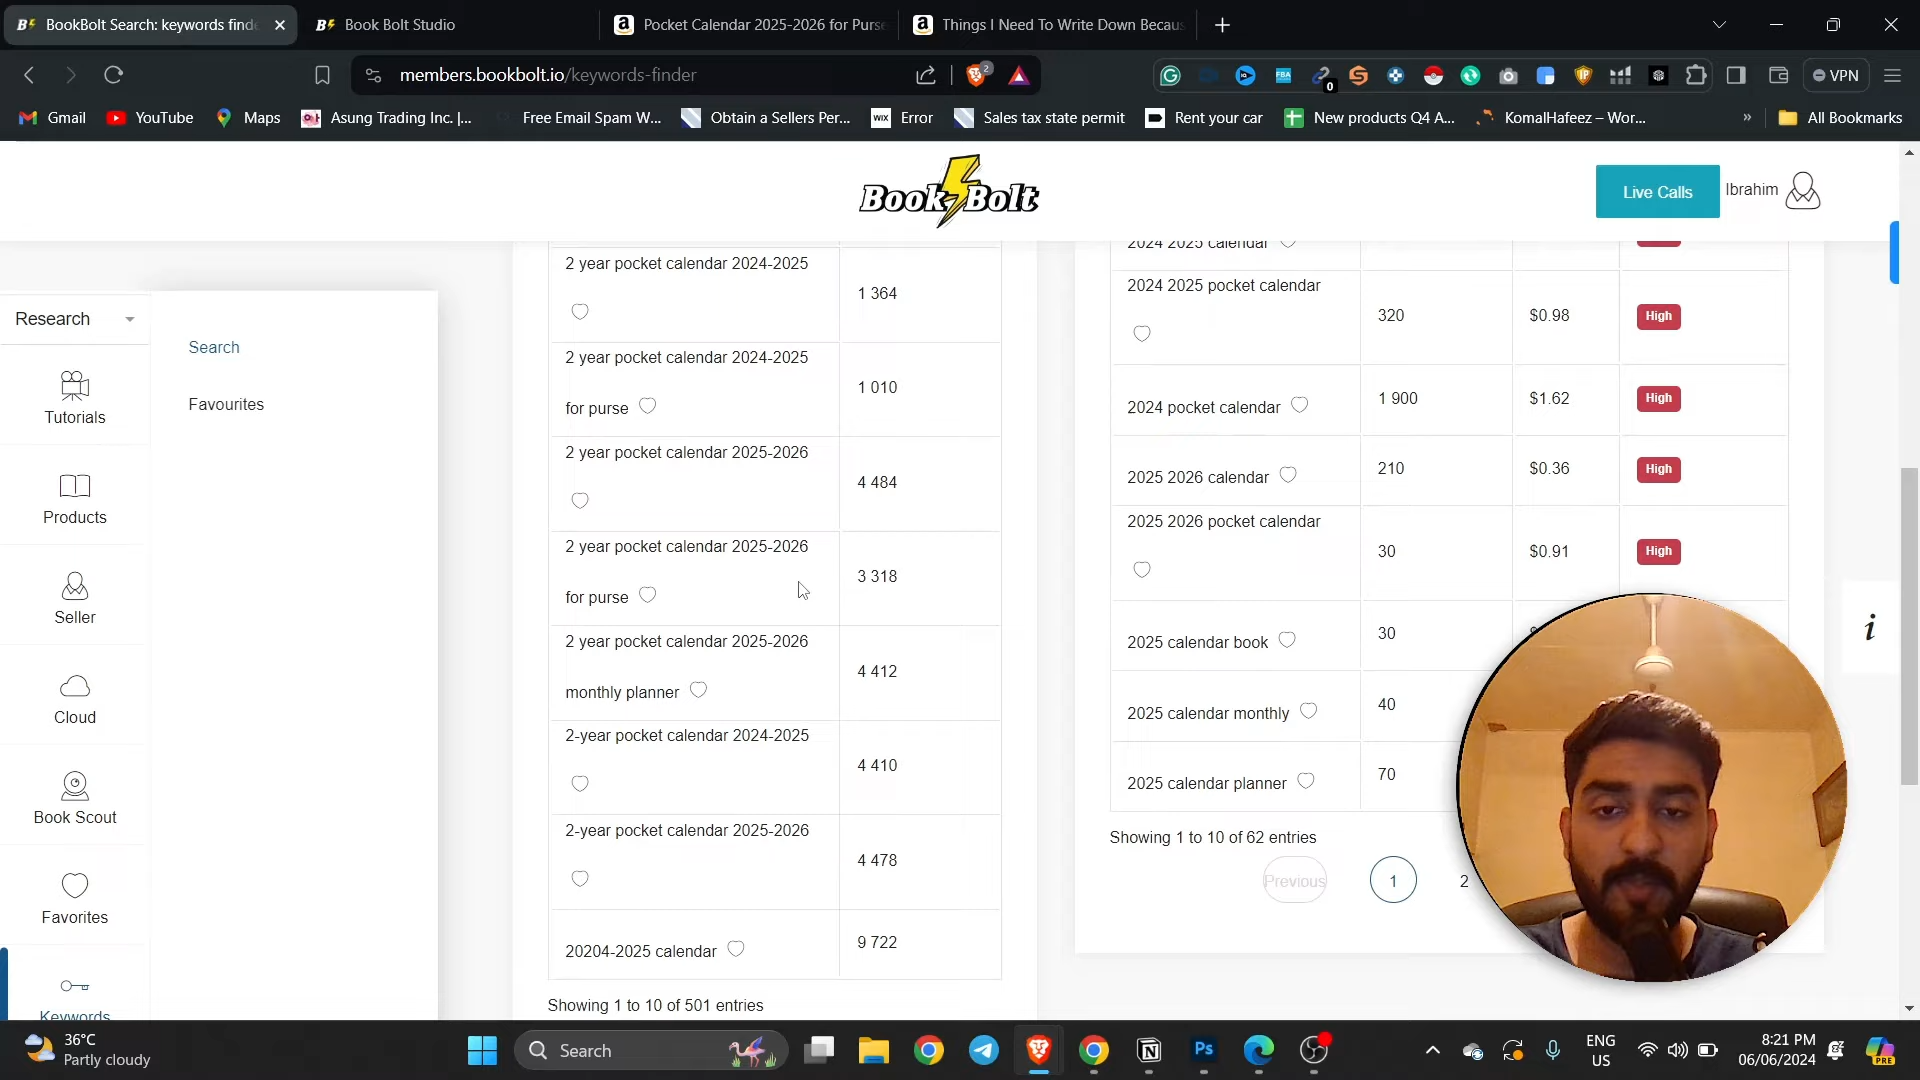 BookBolt Search: keywords finde
Book Bolt Studio
Pocket Calendar 2025-2026 for Purse
Things I Need To Write Down Becaus
members.bookbolt.io/keywords-finder
2
0
VPN
Gmail
YouTube
Maps
Asung Trading Inc. |...
Free Email Spam W...
Obtain a Sellers Per...
WIX
Error
Sales tax state permit
Rent your car
New products Q4 A...
KomalHafeez – Wor...
»
All Bookmarks
Book Bolt
Live Calls
Ibrahim
Research
Search
Favourites
Tutorials
Products
Seller
Cloud
Book Scout
Favorites
Keywords
2 year pocket calendar 2024-2025
1 364
2 year pocket calendar 2024-2025
for purse
1 010
2 year pocket calendar 2025-2026
4 484
2 year pocket calendar 2025-2026
for purse
3 318
2 year pocket calendar 2025-2026
monthly planner
4 412
2-year pocket calendar 2024-2025
4 410
2-year pocket calendar 2025-2026
4 478
20204-2025 calendar
9 722
Showing 1 to 10 of 501 entries
2024 2025 calendar
2024 2025 pocket calendar
320
$0.98
High
2024 pocket calendar
1 900
$1.62
High
2025 2026 calendar
210
$0.36
High
2025 2026 pocket calendar
30
$0.91
High
2025 calendar book
30
2025 calendar monthly
40
2025 calendar planner
70
Showing 1 to 10 of 62 entries
Previous
1
2
i
36°C
Partly cloudy
Search
Ps
ENG
US
8:21 PM
06/06/2024
PRE